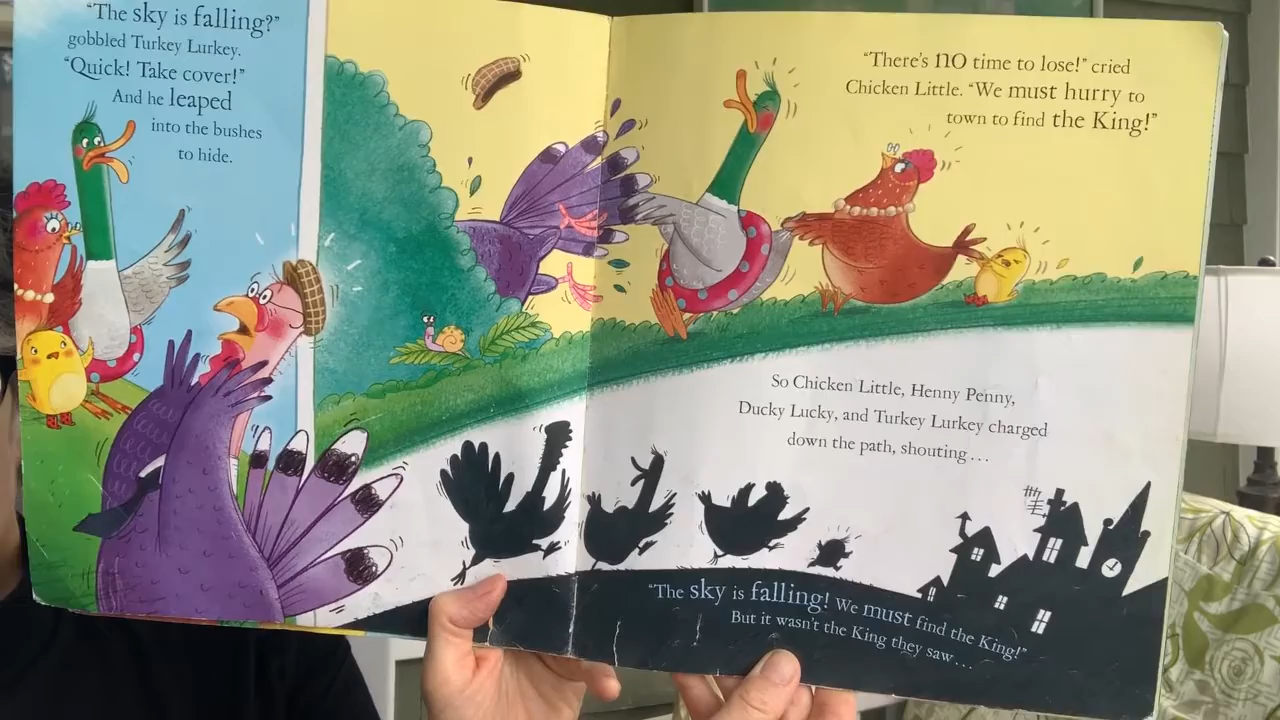 "The sky is falling?"
gobbled Turkey Lurkey.
"Quick! Take cover!"
And he leaped
into the bushes
to hide.
"There's no time to lose!" cried
Chicken Little. "We must hurry to
town to find the King!"
So Chicken Little, Henny Penny,
Ducky Lucky, and Turkey Lurkey charged
down the path, shouting...
"The sky is falling! We must find the King!"
But it wasn't the King they saw...